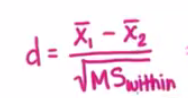 d = (X̅₁ − X̅₂) / √MSwithin